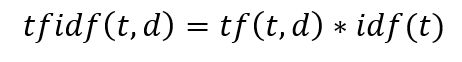 tfidf(t, d) = tf(t, d) * idf(t)